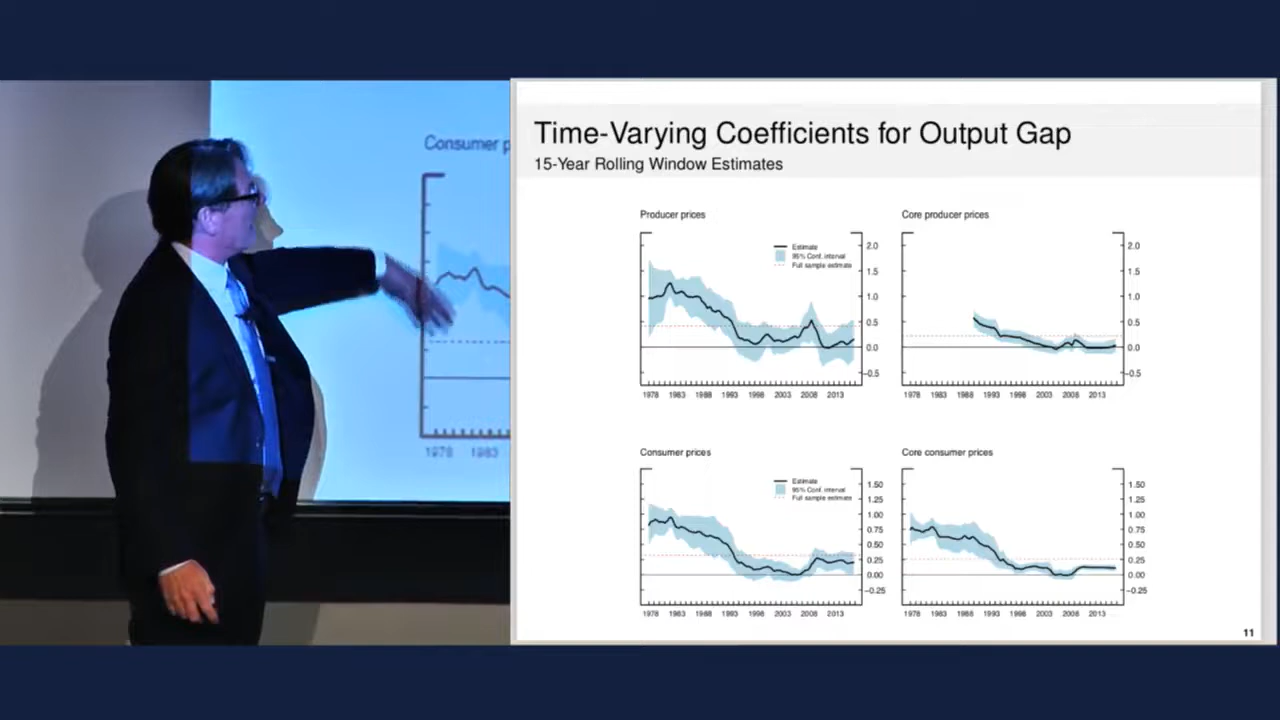 Consumer p
1978 1983
Time-Varying Coefficients for Output Gap
15-Year Rolling Window Estimates
Producer prices
Estimate
95% Conf. interval
Full sample estimate
2.0
1.5
1.0
0.5
0.0
-0.5
1978 1983 1988 1993 1998 2003 2008 2013
Core producer prices
2.0
1.5
1.0
0.5
0.0
-0.5
1978 1983 1988 1993 1998 2003 2008 2013
Consumer prices
Estimate
95% Conf. interval
Full sample estimate
1.50
1.25
1.00
0.75
0.50
0.25
0.00
-0.25
1978 1983 1988 1993 1998 2003 2008 2013
Core consumer prices
1.50
1.25
1.00
0.75
0.50
0.25
0.00
-0.25
1978 1983 1988 1993 1998 2003 2008 2013
11